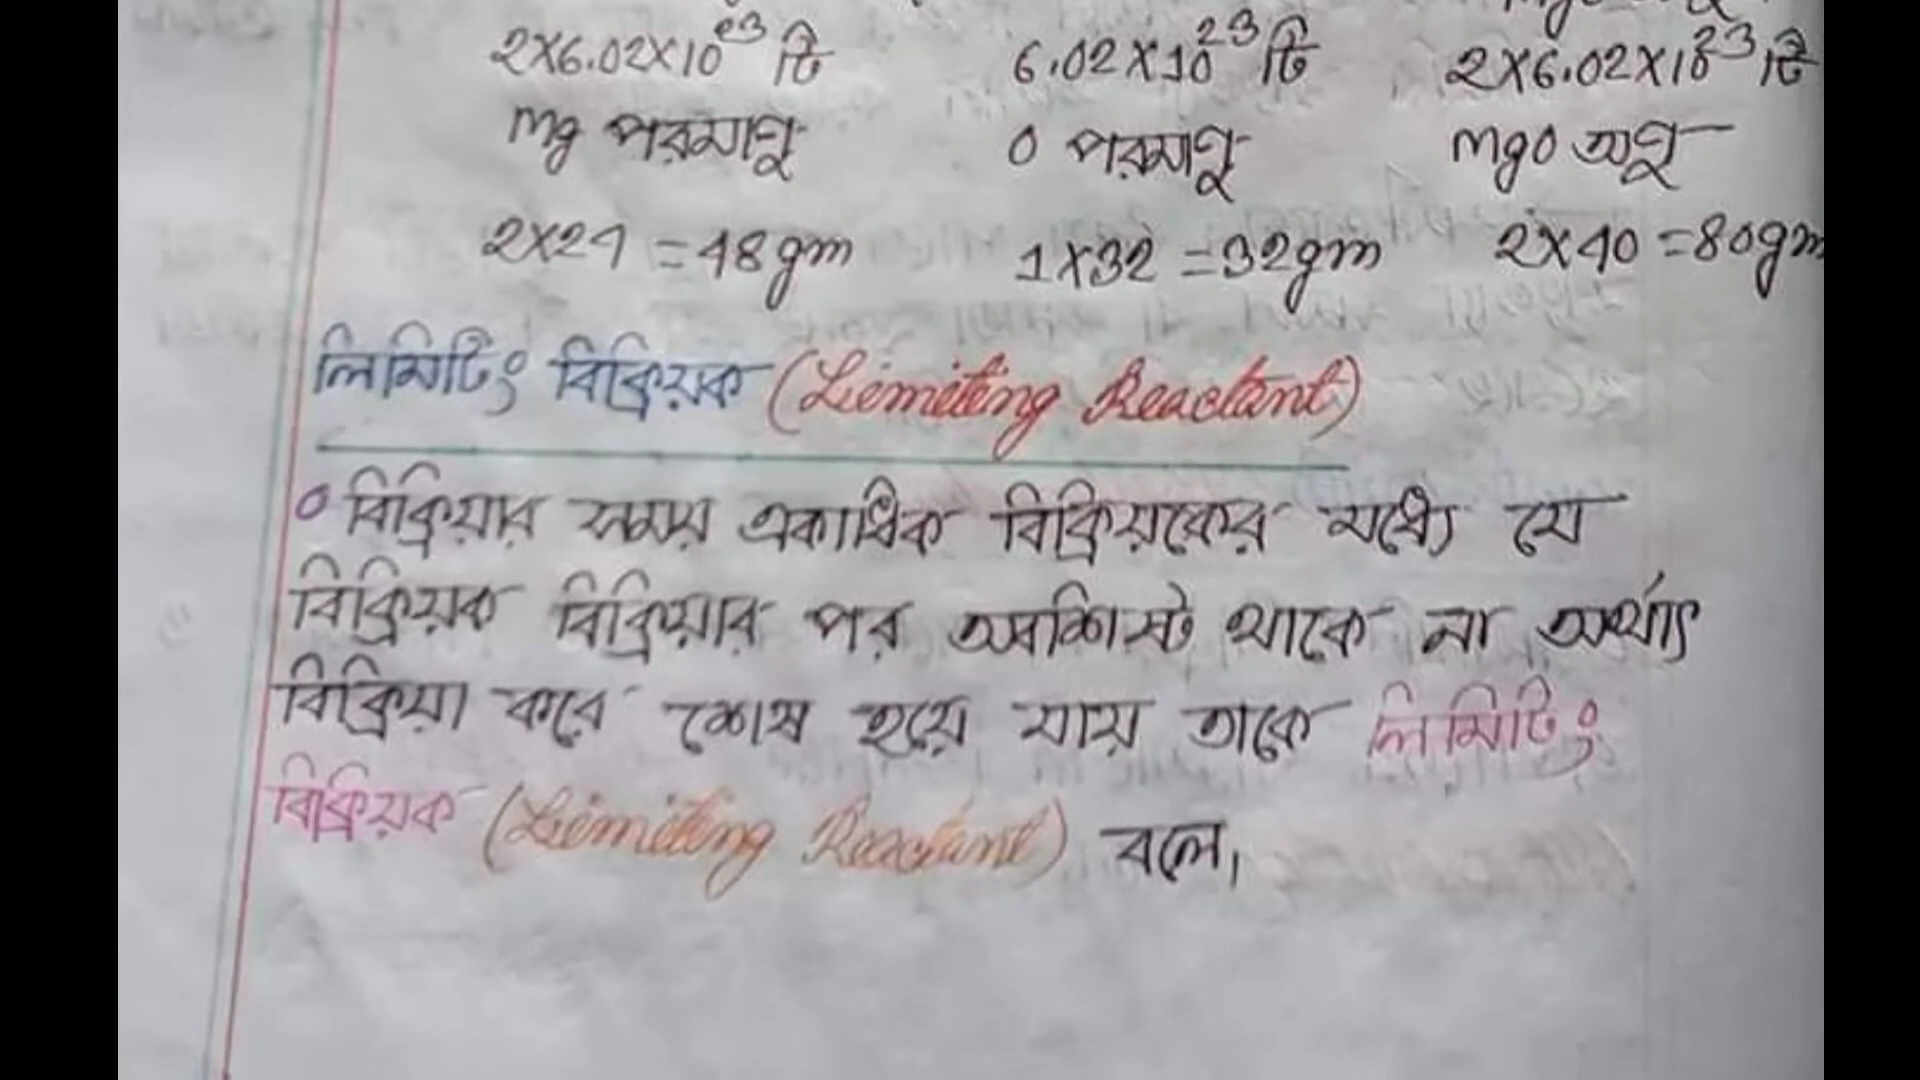 2×6.02×10²³ টি 6.02×10²³ টি 2×6.02×10²³ টি
Mg পরমাণু O পরমাণু MgO অণু
2×24 = 48gm 1×32 = 32gm 2×40 = 80gm
লিমিটিং বিক্রিয়ক (Limiting Reactant)
০ বিক্রিয়ার সময় একাধিক বিক্রিয়কের মধ্যে যে
বিক্রিয়ক বিক্রিয়ার পর অবশিস্ট থাকে না অর্থ্যাৎ
বিক্রিয়া করে শেষ হয়ে যায় তাকে লিমিটিং
বিক্রিয়ক (Limiting Reactant) বলে।